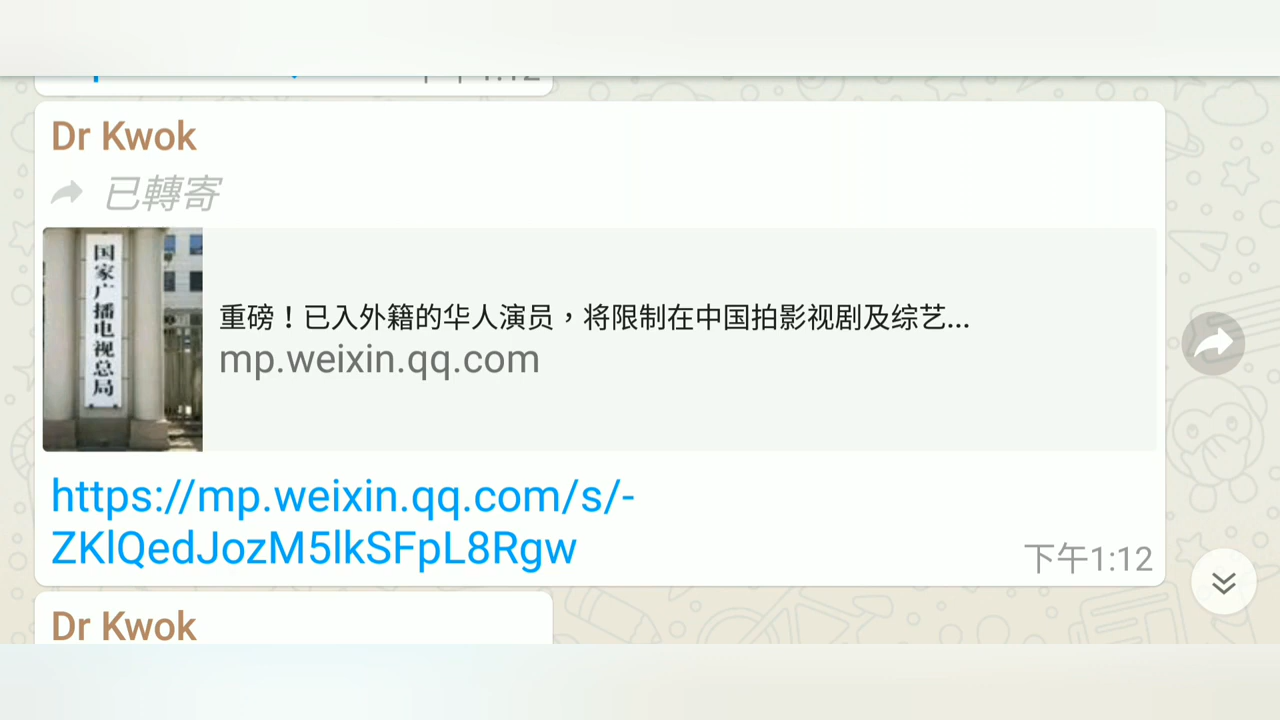 Dr Kwok
已轉寄
国家广播电视总局
重磅！已入外籍的华人演员，将限制在中国拍影视剧及综艺...
mp.weixin.qq.com
https://mp.weixin.qq.com/s/-
ZKlQedJozM5lkSFpL8Rgw
下午1:12
Dr Kwok